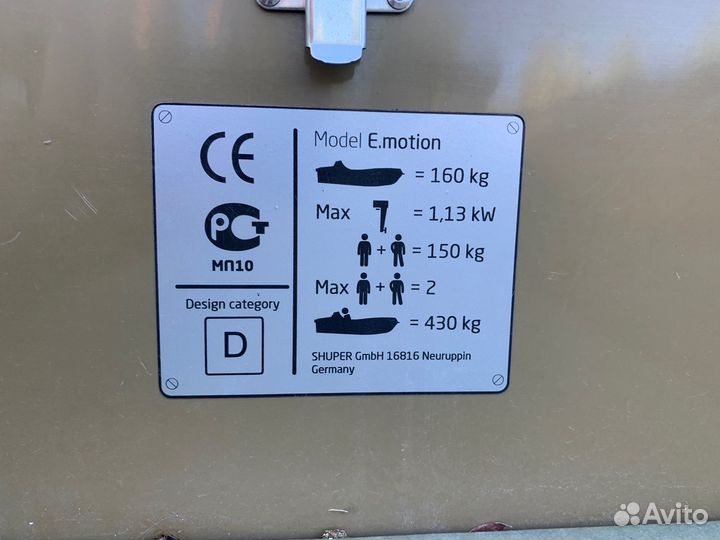 CE
РСТ
МП10
Design category
D
Model E.motion
= 160 kg
Max = 1,13 kW
+ = 150 kg
Max + = 2
= 430 kg
SHUPER GmbH 16816 Neuruppin
Germany
Avito